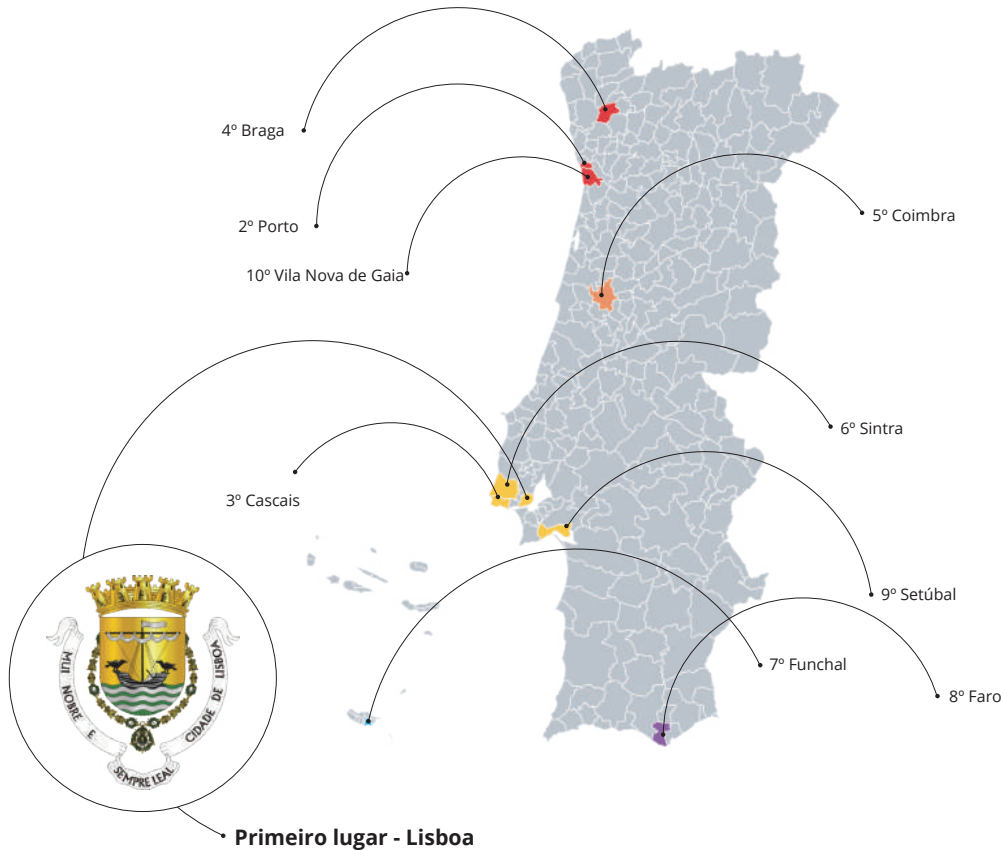 4º Braga
2º Porto
5º Coimbra
10º Vila Nova de Gaia
6º Sintra
3º Cascais
9º Setúbal
7º Funchal
8º Faro
MUI NOBRE E
SEMPRE LEAL
CIDADE DE LISBOA
Primeiro lugar - Lisboa